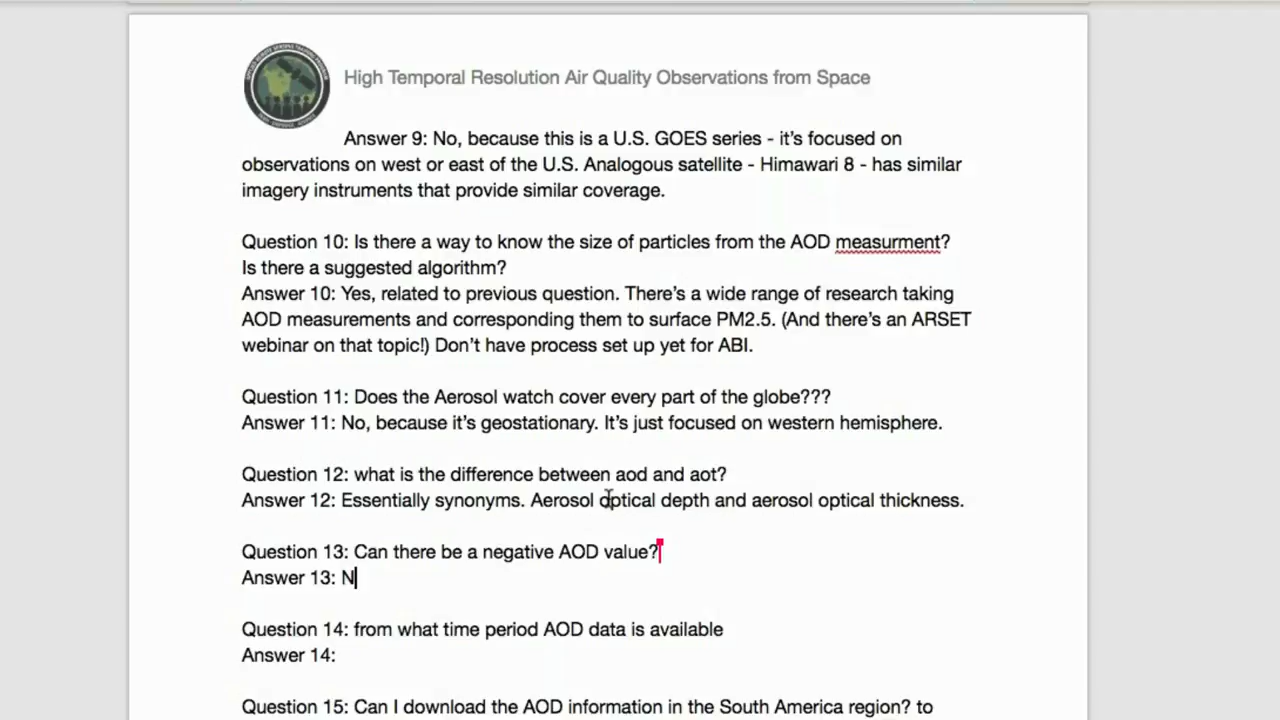 High Temporal Resolution Air Quality Observations from Space
Answer 9: No, because this is a U.S. GOES series - it's focused on
observations on west or east of the U.S. Analogous satellite - Himawari 8 - has similar
imagery instruments that provide similar coverage.
Question 10: Is there a way to know the size of particles from the AOD measurment?
Is there a suggested algorithm?
Answer 10: Yes, related to previous question. There's a wide range of research taking
AOD measurements and corresponding them to surface PM2.5. (And there's an ARSET
webinar on that topic!) Don't have process set up yet for ABI.
Question 11: Does the Aerosol watch cover every part of the globe???
Answer 11: No, because it's geostationary. It's just focused on western hemisphere.
Question 12: what is the difference between aod and aot?
Answer 12: Essentially synonyms. Aerosol optical depth and aerosol optical thickness.
Question 13: Can there be a negative AOD value?
Answer 13: N
Question 14: from what time period AOD data is available
Answer 14:
Question 15: Can I download the AOD information in the South America region? to